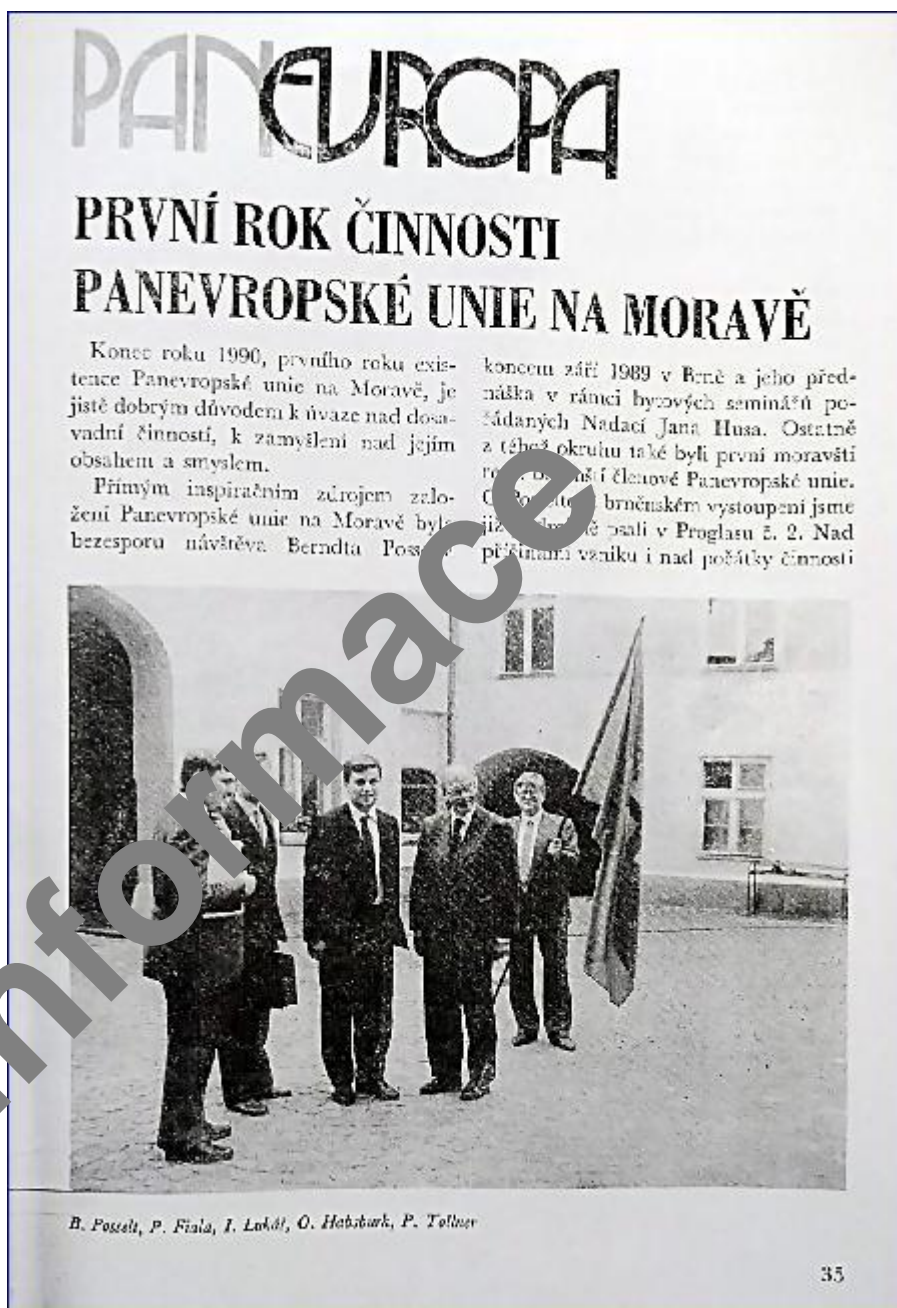 PANEVROPA
PRVNÍ ROK ČINNOSTI
PANEVROPSKÉ UNIE NA MORAVĚ
Konec roku 1990, prvního roku exis-
tence Panevropské unie na Moravě, je
jistě dobrým důvodem k úvaze nad dosa-
vadní činností, k zamyšlení nad jejím
obsahem a smyslem.
Přímým inspiračním zdrojem zalo-
žení Panevropské unie na Moravě byla
bezesporu návštěva Berndta
koncem září 1989 v Brně a jeho před-
náška v rámci bytových seminářů po-
řádaných Nadací Jana Husa. Ostatně
z téhož okruhu také byli první moravští
členové Panevropské unie.
brněnském vystoupení jsme
psali v Proglasu č. 2. Nad
příčinami vzniku i nad počátky činnosti
informace
B. Posselt, P. Fiala, I. Lukáš, O. Habsburk, P. Tollner
35